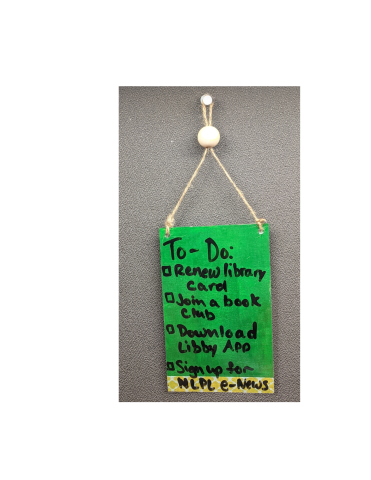 To-Do:
Renew library
card
Join a book
club
Download
Libby App
Sign up for
NLPL e-News